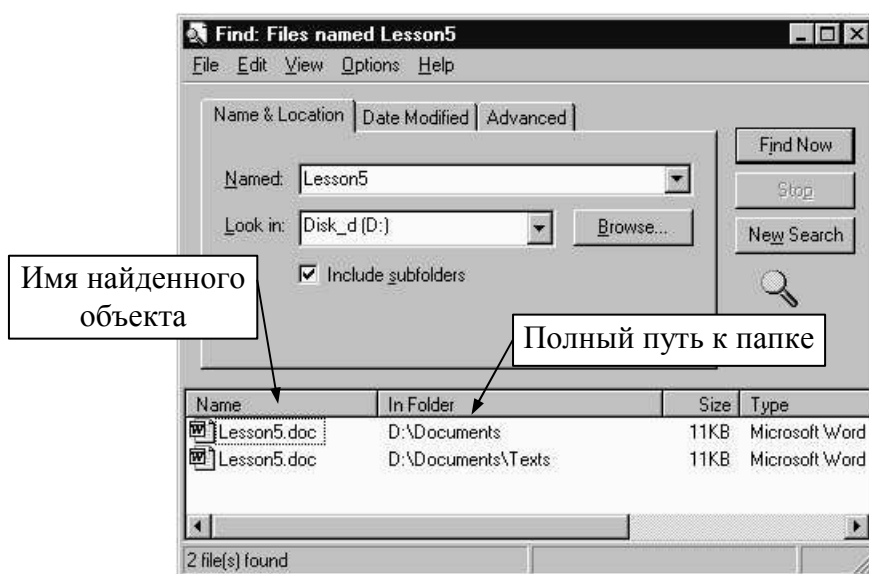 Find: Files named Lesson5
File Edit View Options Help
Name & Location Date Modified Advanced
Find Now
Named: Lesson5
Stop
Look in: Disk_d (D:) Browse...
New Search
Include subfolders
Имя найденного
объекта
Полный путь к папке
Name In Folder Size Type
Lesson5.doc D:\Documents 11KB Microsoft Word
Lesson5.doc D:\Documents\Texts 11KB Microsoft Word
2 file(s) found